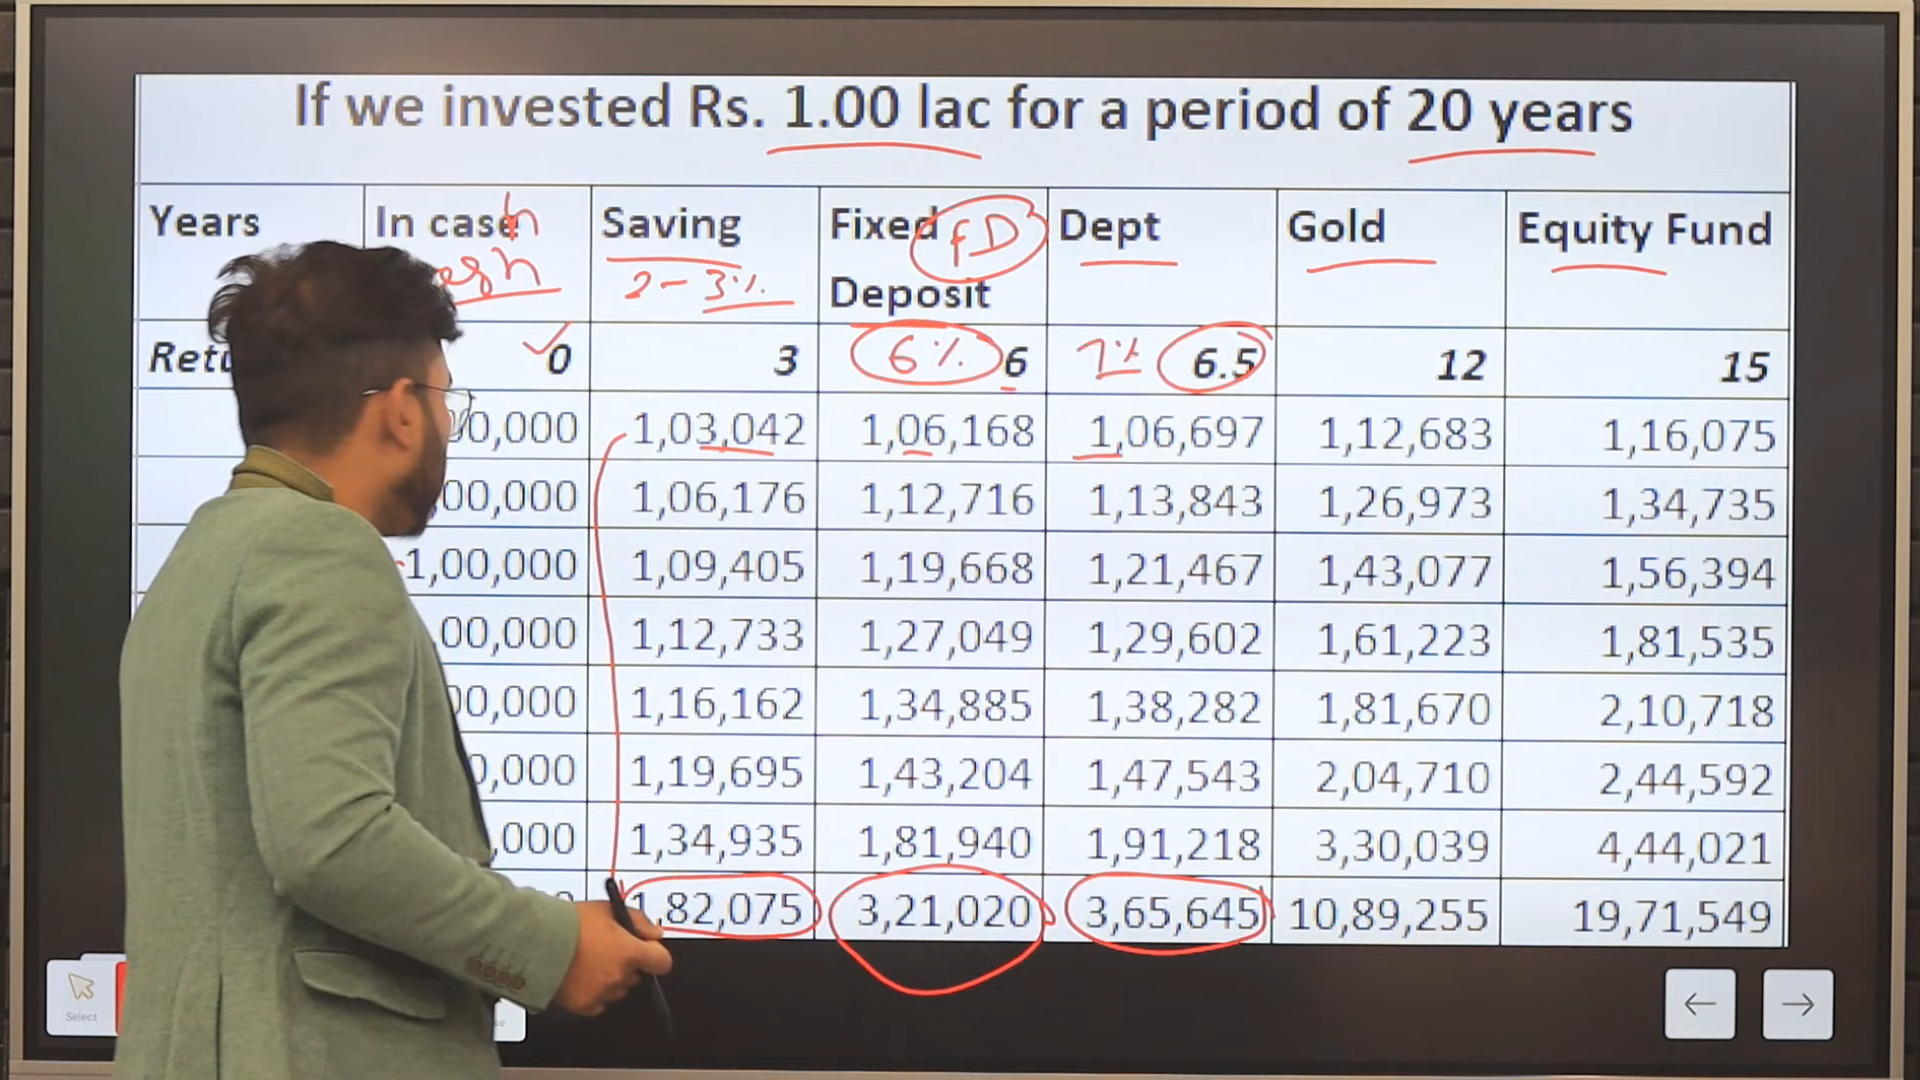 If we invested Rs. 1.00 lac for a period of 20 years
Years In cash Saving Fixed Deposit Dept Gold Equity Fund
2-3% FD
0 3 6% 6 7% 6.5 12 15
1,03,042 1,06,168 1,06,697 1,12,683 1,16,075
1,06,176 1,12,716 1,13,843 1,26,973 1,34,735
1,00,000 1,09,405 1,19,668 1,21,467 1,43,077 1,56,394
1,12,733 1,27,049 1,29,602 1,61,223 1,81,535
1,16,162 1,34,885 1,38,282 1,81,670 2,10,718
1,19,695 1,43,204 1,47,543 2,04,710 2,44,592
1,34,935 1,81,940 1,91,218 3,30,039 4,44,021
1,82,075 3,21,020 3,65,645 10,89,255 19,71,549
Select